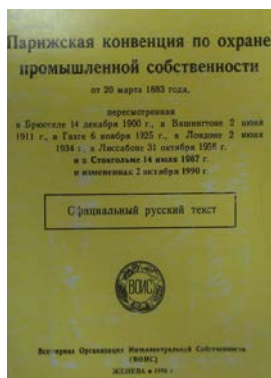 Парижская конвенция по охране
промышленной собственности
от 20 марта 1883 года,
пересмотренная
в Брюсселе 14 декабря 1900 г., в Вашингтоне 2 июня
1911 г., в Гааге 6 ноября 1925 г., в Лондоне 2 июня
1934 г., в Лиссабоне 31 октября 1958 г.
и в Стокгольме 14 июля 1967 г.
и измененная 2 октября 1990 г.
Официальный русский текст
ВОИС
Всемирная Организация Интеллектуальной Собственности
(ВОИС)
ЖЕНЕВА